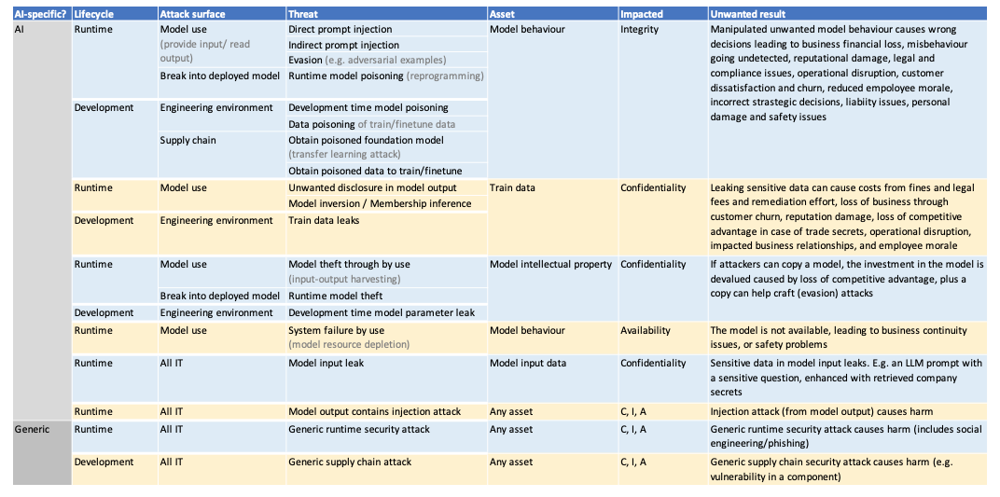 AI-specific? Lifecycle Attack surface Threat Asset Impacted Unwanted result
AI Runtime Model use Direct prompt injection Model behaviour Integrity Manipulated unwanted model behaviour causes wrong
(provide input/ read Indirect prompt injection decisions leading to business financial loss, misbehaviour
output) Evasion (e.g. adversarial examples) going undetected, reputational damage, legal and
Break into deployed model Runtime model poisoning (reprogramming) compliance issues, operational disruption, customer
dissatisfaction and churn, reduced employee morale,
incorrect strastegic decisions, liabiity issues, personal
Development Engineering environment Development time model poisoning damage and safety issues
Data poisoning of train/finetune data
Supply chain Obtain poisoned foundation model
(transfer learning attack)
Obtain poisoned data to train/finetune
Runtime Model use Unwanted disclosure in model output Train data Confidentiality Leaking sensitive data can cause costs from fines and legal
Model inversion / Membership inference fees and remediation effort, loss of business through
Development Engineering environment Train data leaks customer churn, reputation damage, loss of competitive
advantage in case of trade secrets, operational disruption,
impacted business relationships, and employee morale
Runtime Model use Model theft through by use Model intellectual property Confidentiality If attackers can copy a model, the investment in the model is
(input-output harvesting) devalued caused by loss of competitive advantage, plus a
Break into deployed model Runtime model theft copy can help craft (evasion) attacks
Development Engineering environment Development time model parameter leak
Runtime Model use System failure by use Model behaviour Availability The model is not available, leading to business continuity
(model resource depletion) issues, or safety problems
Runtime All IT Model input leak Model input data Confidentiality Sensitive data in model input leaks. E.g. an LLM prompt with
a sensitive question, enhanced with retrieved company
secrets
Runtime All IT Model output contains injection attack Any asset C, I, A Injection attack (from model output) causes harm
Generic Runtime All IT Generic runtime security attack Any asset C, I, A Generic runtime security attack causes harm (includes social
engineering/phishing)
Development All IT Generic supply chain attack Any asset C, I, A Generic supply chain security attack causes harm (e.g.
vulnerability in a component)